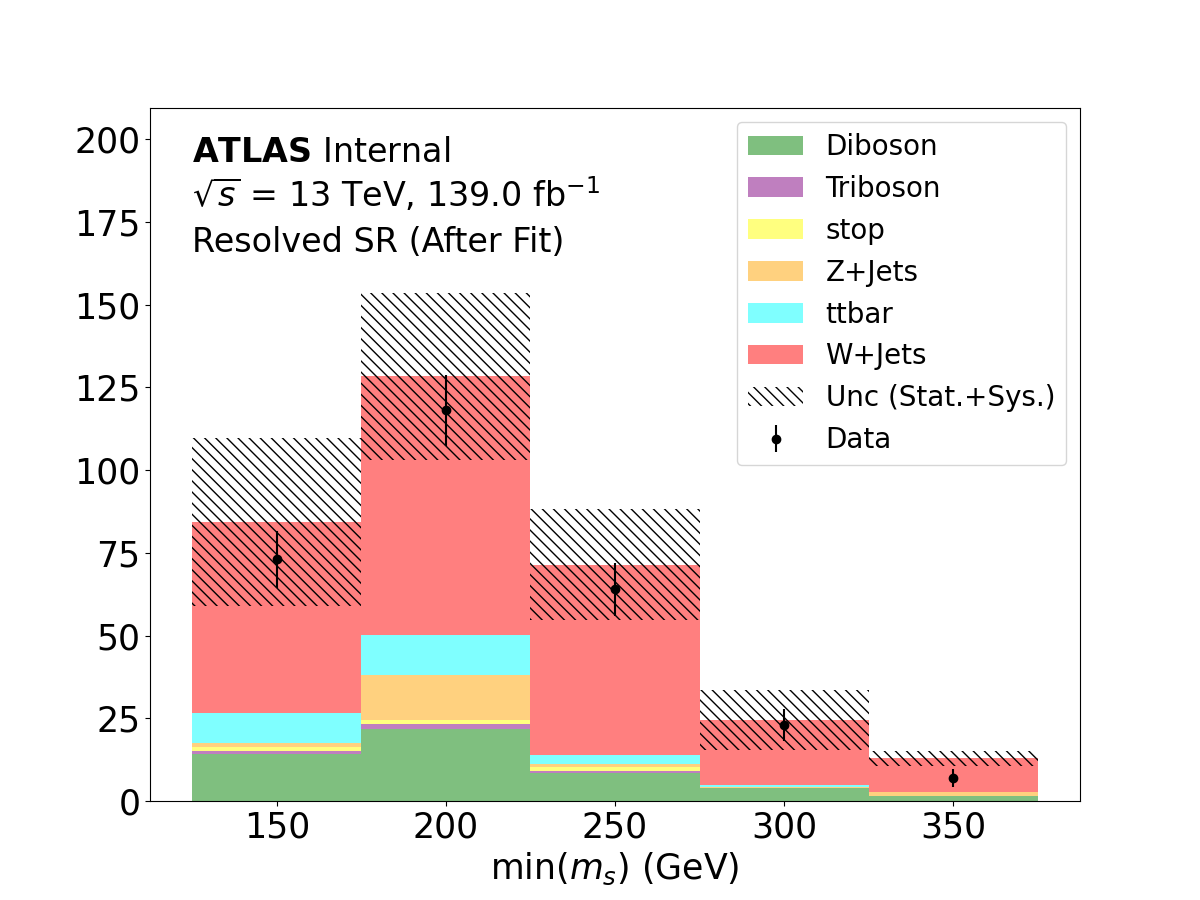 ATLAS Internal
√s = 13 TeV, 139.0 fb⁻¹
Resolved SR (After Fit)
Diboson
Triboson
stop
Z+Jets
ttbar
W+Jets
Unc (Stat.+Sys.)
Data
200
175
150
125
100
75
50
25
0
150 200 250 300 350
min(mₛ) (GeV)